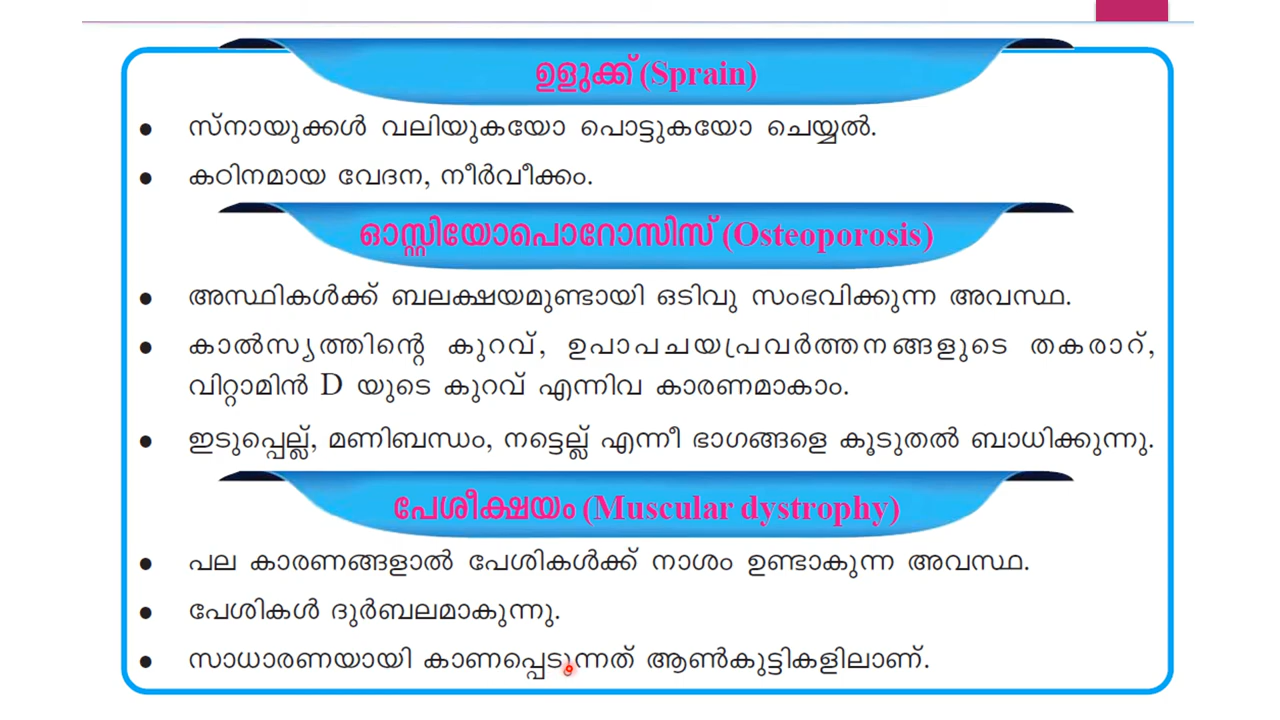 ഉളുക്ക് (Sprain)
● സ്നായുക്കൾ വലിയുകയോ പൊട്ടുകയോ ചെയ്യൽ.
● കഠിനമായ വേദന, നീർവീക്കം.
ഓസ്റ്റിയോപൊറോസിസ് (Osteoporosis)
● അസ്ഥികൾക്ക് ബലക്ഷയമുണ്ടായി ഒടിവു സംഭവിക്കുന്ന അവസ്ഥ.
● കാൽസ്യത്തിന്റെ കുറവ്, ഉപാപചയപ്രവർത്തനങ്ങളുടെ തകരാറ്,
വിറ്റാമിൻ D യുടെ കുറവ് എന്നിവ കാരണമാകാം.
● ഇടുപ്പെല്ല്, മണിബന്ധം, നട്ടെല്ല് എന്നീ ഭാഗങ്ങളെ കൂടുതൽ ബാധിക്കുന്നു.
പേശീക്ഷയം (Muscular dystrophy)
● പല കാരണങ്ങളാൽ പേശികൾക്ക് നാശം ഉണ്ടാകുന്ന അവസ്ഥ.
● പേശികൾ ദുർബലമാകുന്നു.
● സാധാരണയായി കാണപ്പെടുന്നത് ആൺകുട്ടികളിലാണ്.